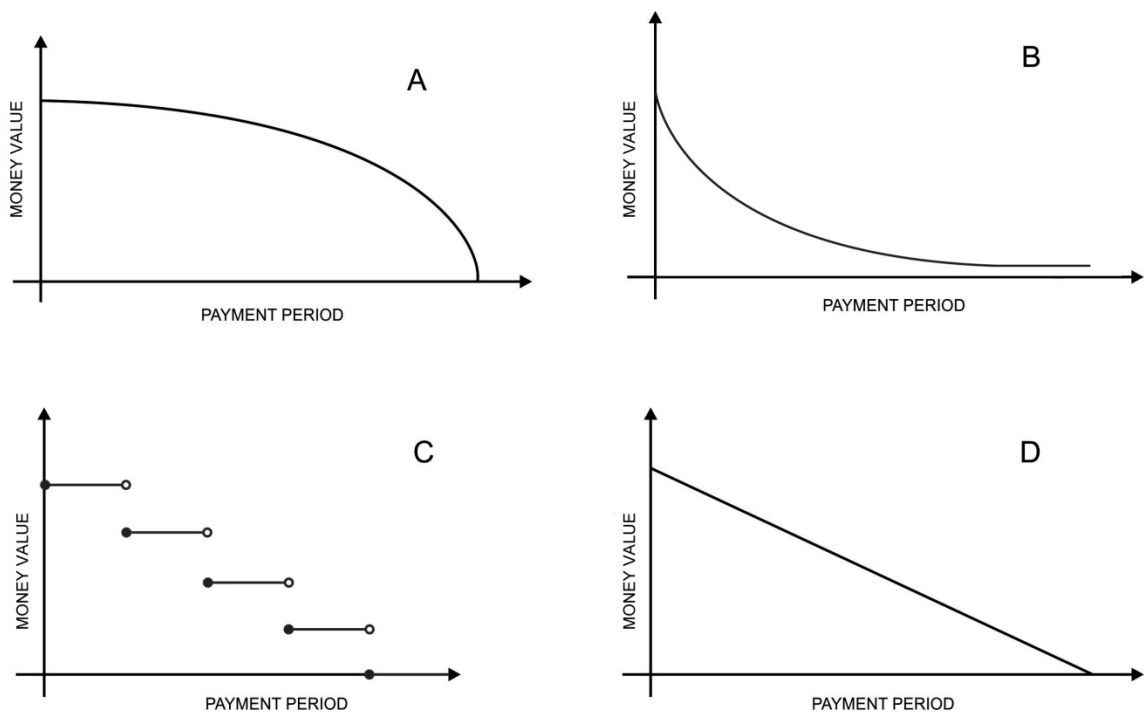 A
MONEY VALUE
PAYMENT PERIOD
B
MONEY VALUE
PAYMENT PERIOD
C
MONEY VALUE
PAYMENT PERIOD
D
MONEY VALUE
PAYMENT PERIOD